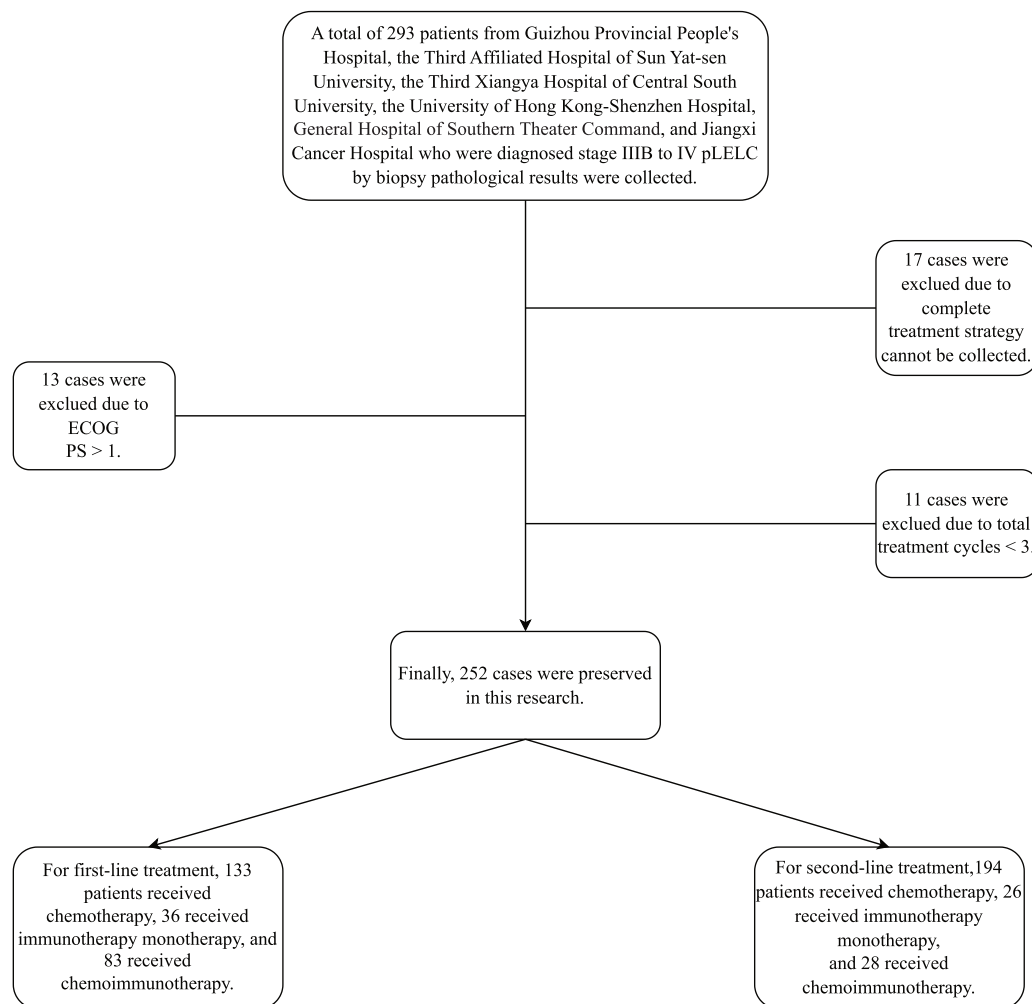 A total of 293 patients from Guizhou Provincial People's
Hospital, the Third Affiliated Hospital of Sun Yat-sen
University, the Third Xiangya Hospital of Central South
University, the University of Hong Kong-Shenzhen Hospital,
General Hospital of Southern Theater Command, and Jiangxi
Cancer Hospital who were diagnosed stage IIIB to IV pLELC
by biopsy pathological results were collected.
17 cases were
exclued due to
complete
treatment strategy
cannot be collected.
13 cases were
exclued due to
ECOG
PS > 1.
11 cases were
exclued due to total
treatment cycles < 3.
Finally, 252 cases were preserved
in this research.
For first-line treatment, 133
patients received
chemotherapy, 36 received
immunotherapy monotherapy, and
83 received
chemoimmunotherapy.
For second-line treatment,194
patients received chemotherapy, 26
received immunotherapy
monotherapy,
and 28 received
chemoimmunotherapy.